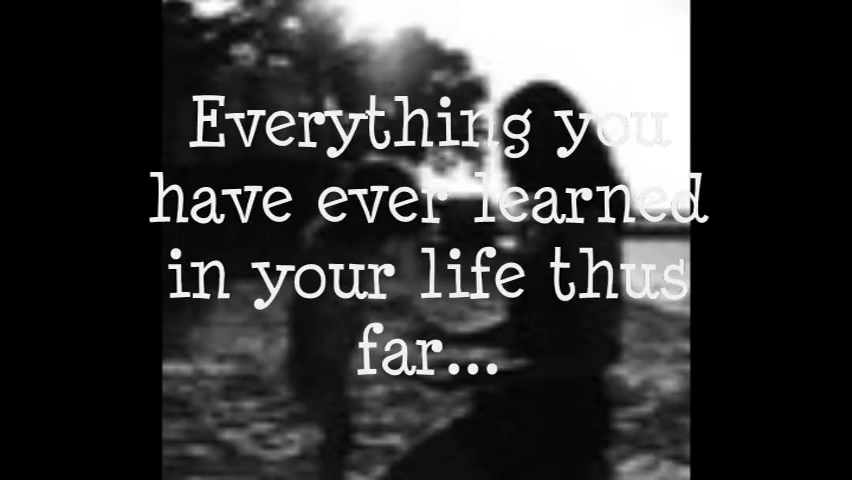 Everything you
have ever learned
in your life thus
far...